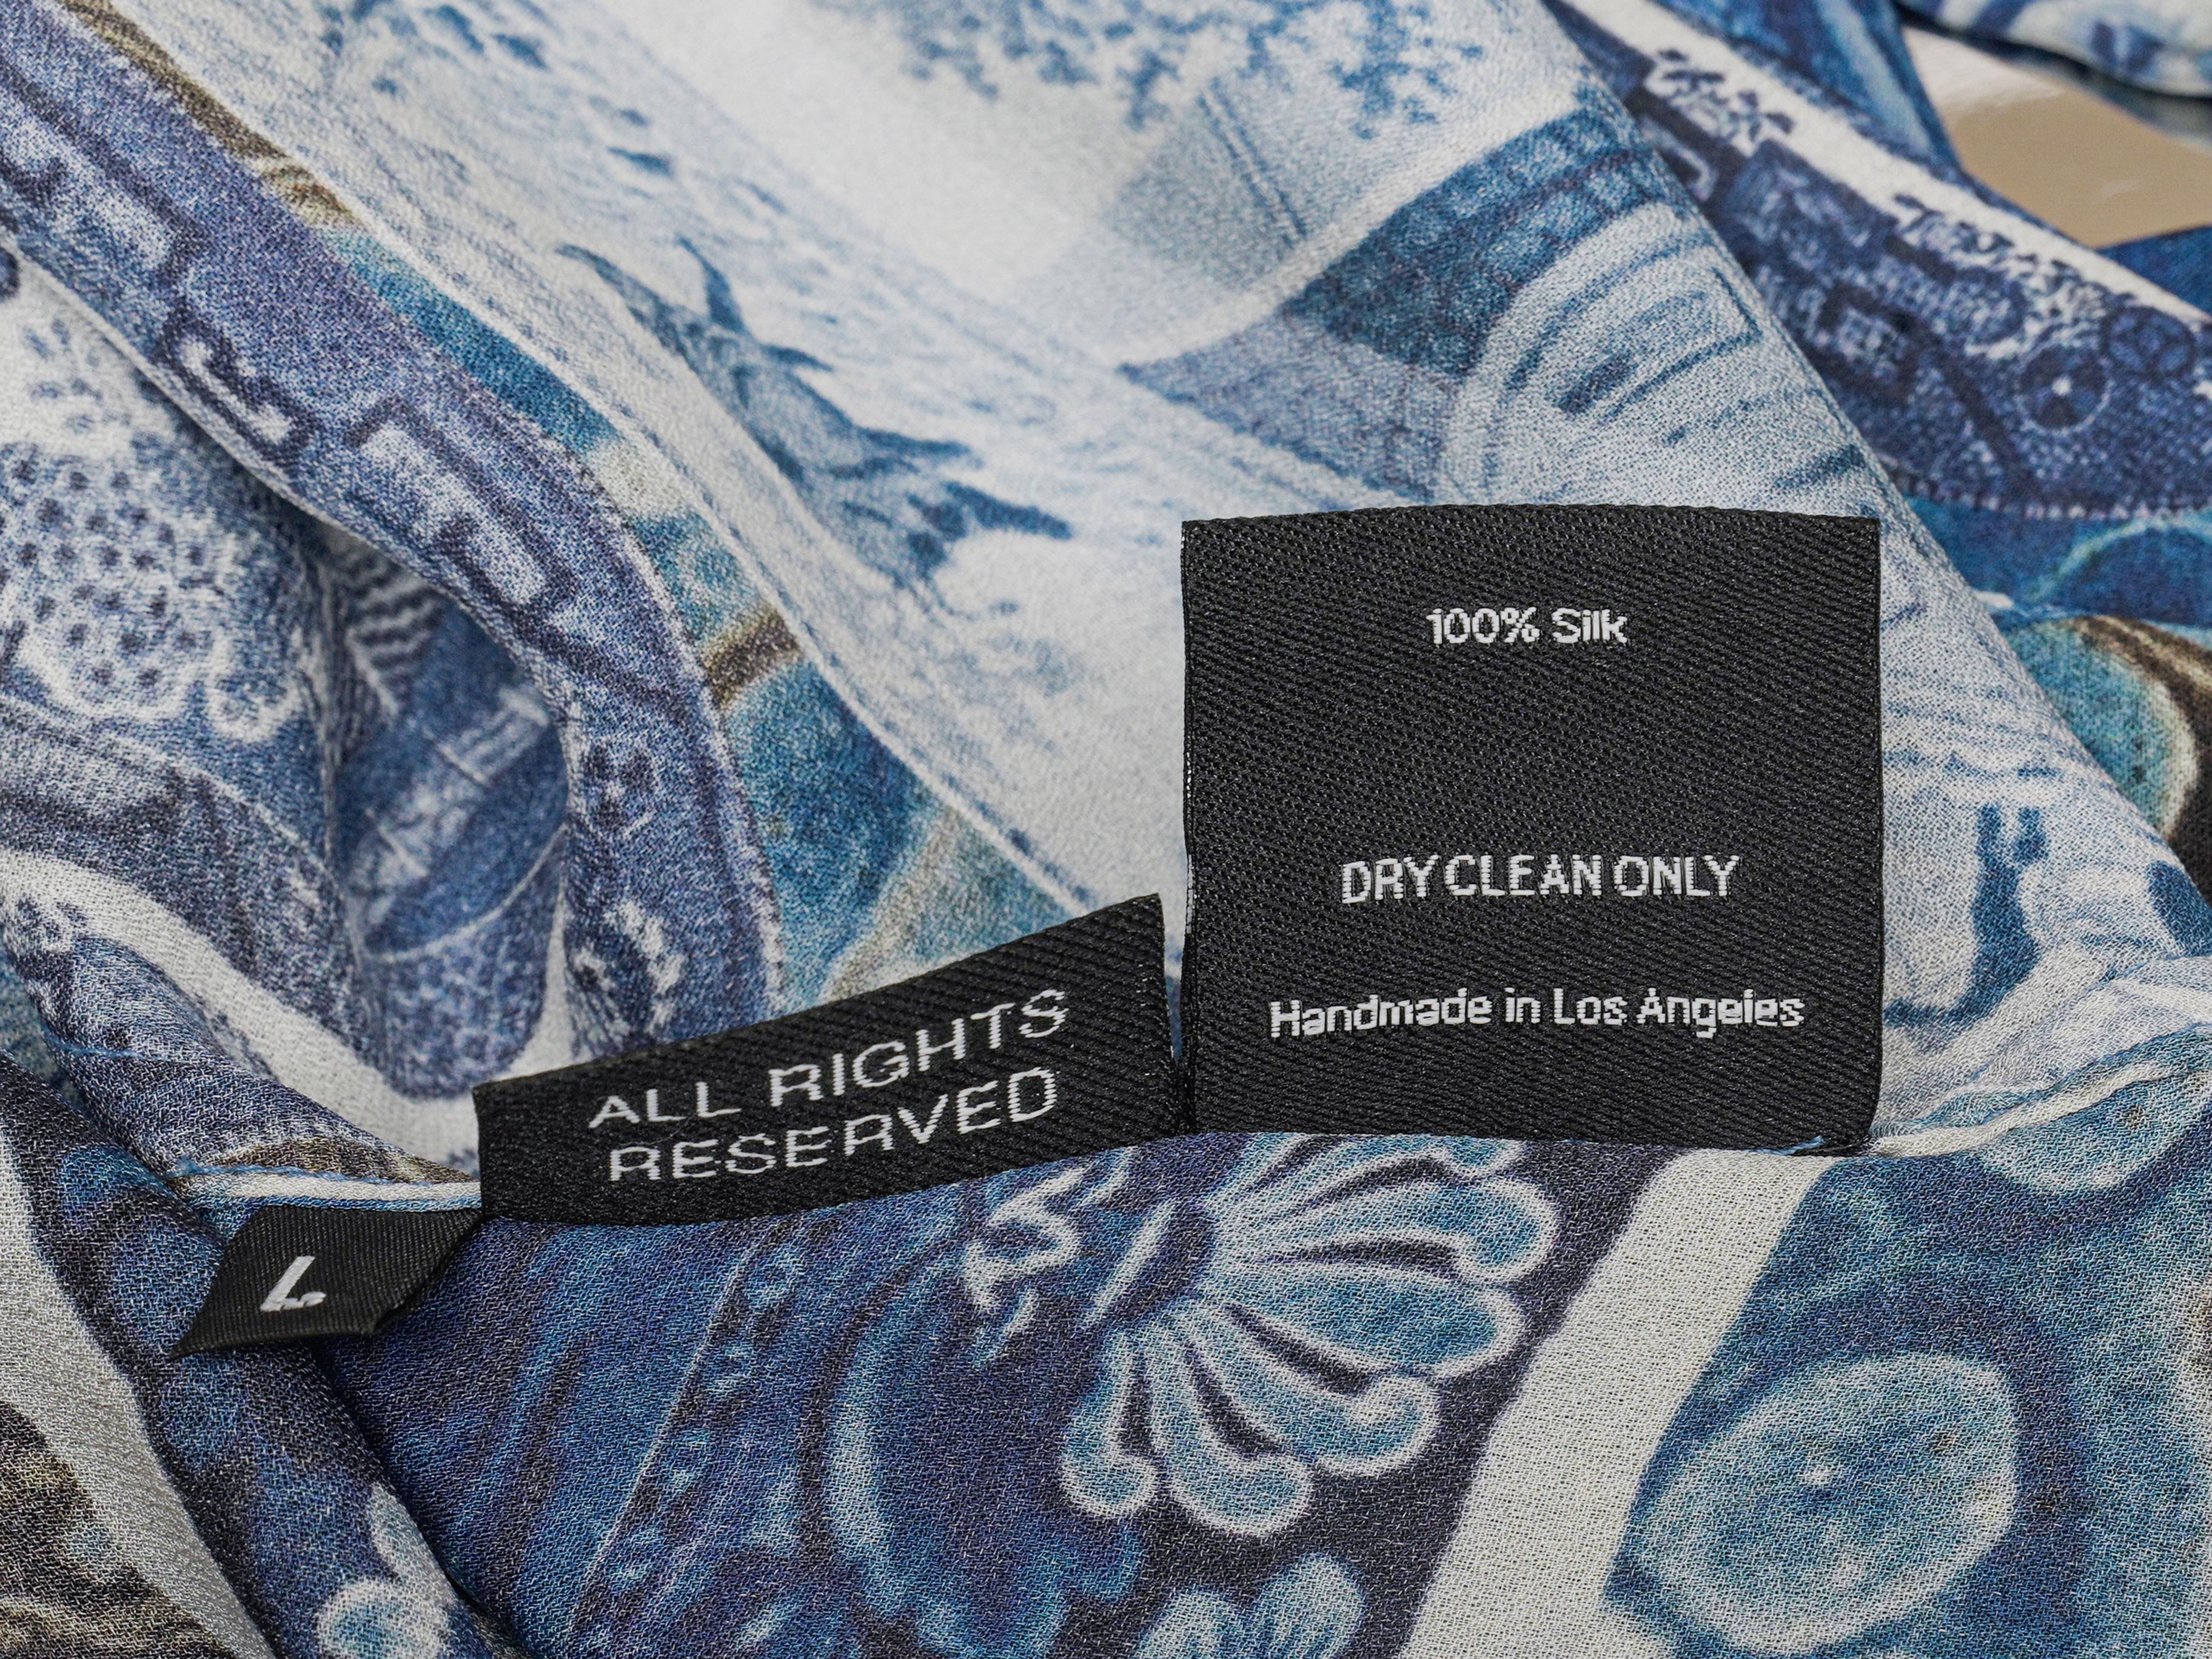 100% Silk
DRY CLEAN ONLY
Handmade in Los Angeles
ALL RIGHTS
RESERVED
L